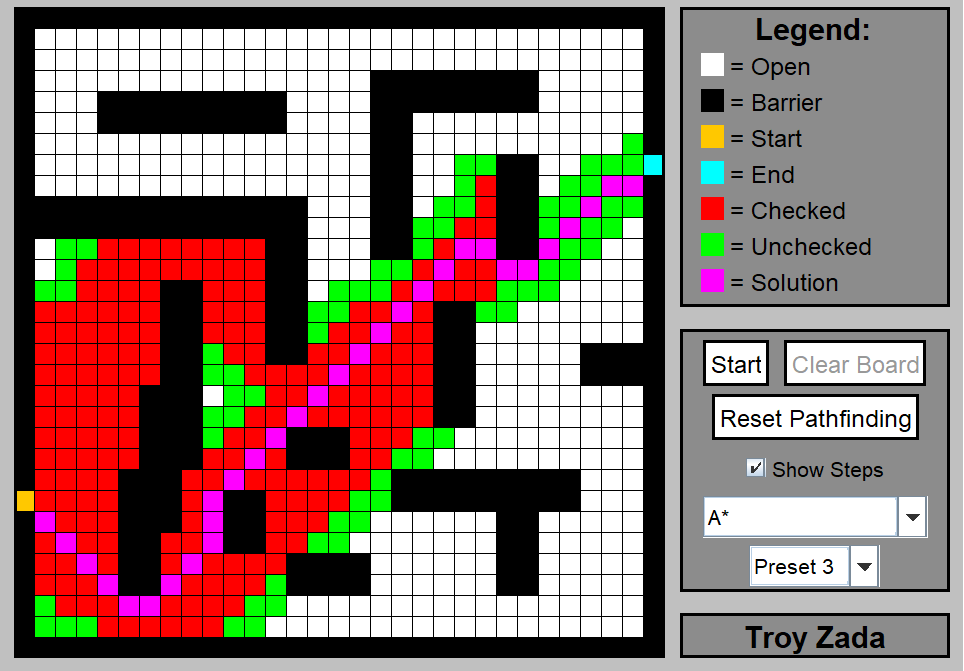 Legend:
= Open
= Barrier
= Start
= End
= Checked
= Unchecked
= Solution
Start Clear Board
Reset Pathfinding
Show Steps
A*
Preset 3
Troy Zada